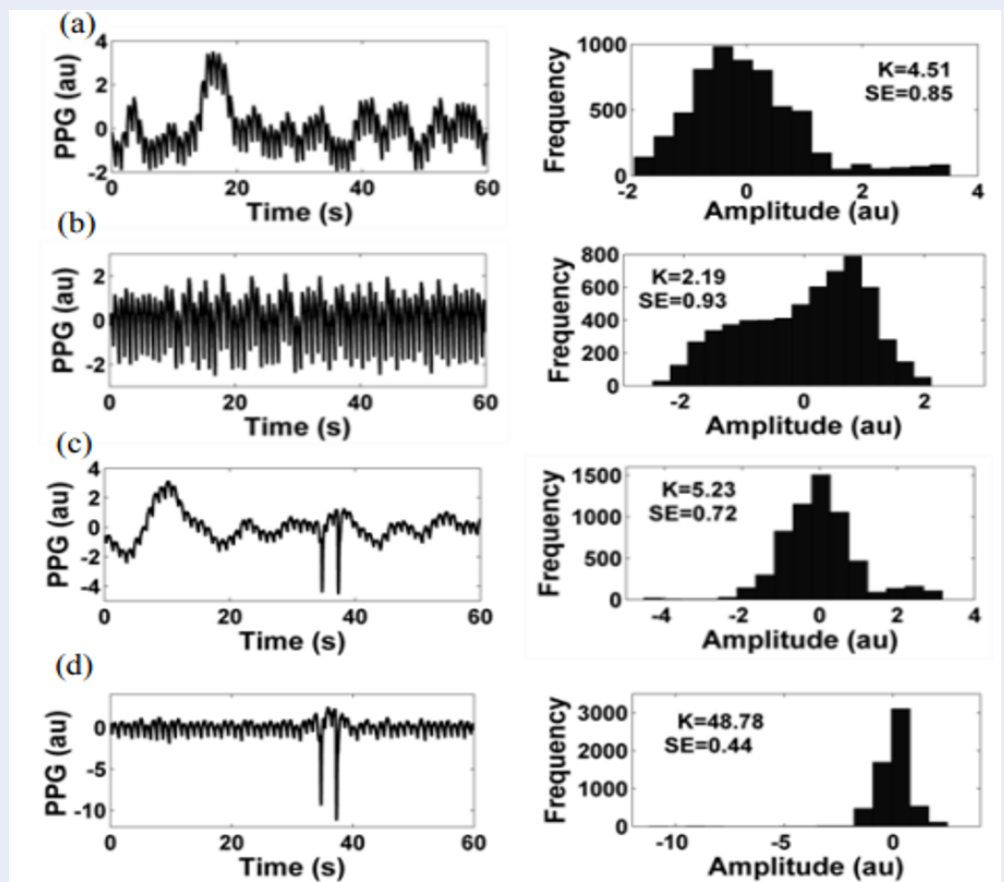 (a)
PPG (au)
4
2
0
-2
0 20 40 60
Time (s)
Frequency
1000
500
0
K=4.51
SE=0.85
-2 0 2 4
Amplitude (au)
(b)
PPG (au)
2
0
-2
0 20 40 60
Time (s)
Frequency
800
600
400
200
0
K=2.19
SE=0.93
-2 0 2
Amplitude (au)
(c)
PPG (au)
4
2
0
-2
-4
0 20 40 60
Time (s)
Frequency
1500
1000
500
0
K=5.23
SE=0.72
-4 -2 0 2 4
Amplitude (au)
(d)
PPG (au)
0
-5
-10
0 20 40 60
Time (s)
Frequency
3000
2000
1000
0
K=48.78
SE=0.44
-10 -5 0
Amplitude (au)